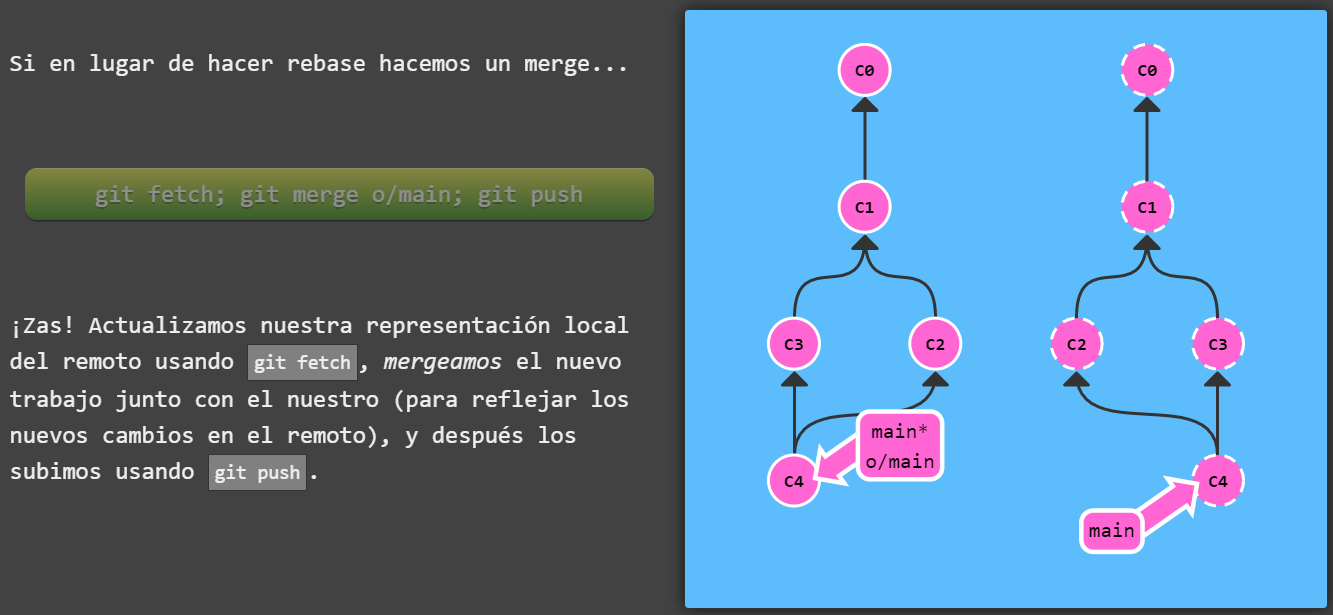 Si en lugar de hacer rebase hacemos un merge...
git fetch; git merge o/main; git push
¡Zas! Actualizamos nuestra representación local
del remoto usando git fetch, mergeamos el nuevo
trabajo junto con el nuestro (para reflejar los
nuevos cambios en el remoto), y después los
subimos usando git push.
C0
C1
C3
C2
main*
o/main
C4
C0
C1
C2
C3
C4
main